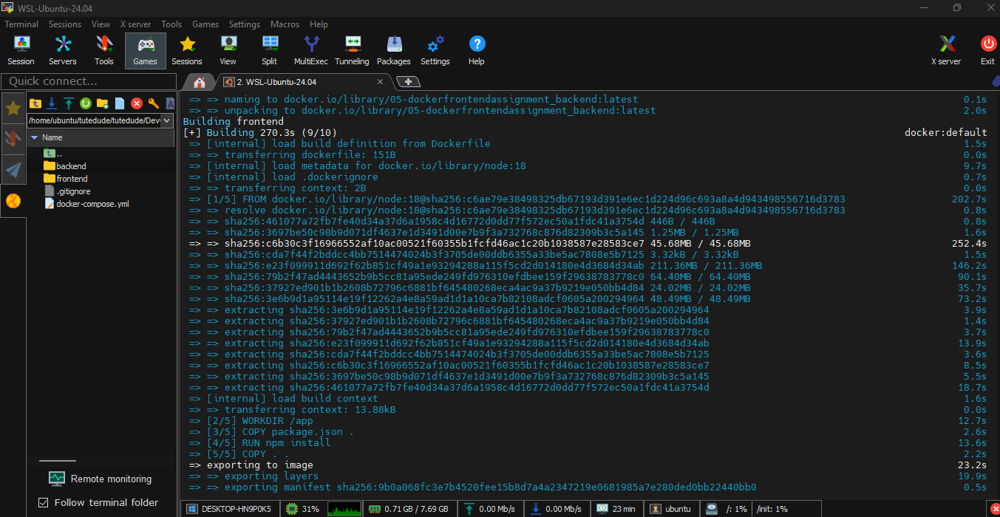 WSL-Ubuntu-24.04
Terminal Sessions View X server Tools Games Settings Macros Help
Session Servers Tools Games Sessions View Split MultiExec Tunneling Packages Settings Help X server Exit
Quick connect...
2. WSL-Ubuntu-24.04
/home/ubuntu/tutedude/tutedude/Dev
Name
..
backend
frontend
.gitignore
docker-compose.yml
Remote monitoring
Follow terminal folder
=> => naming to docker.io/library/05-dockerfrontendassignment_backend:latest 0.1s
=> => unpacking to docker.io/library/05-dockerfrontendassignment_backend:latest 2.0s
Building frontend
[+] Building 270.3s (9/10) docker:default
=> [internal] load build definition from Dockerfile 1.5s
=> => transferring dockerfile: 151B 0.0s
=> [internal] load metadata for docker.io/library/node:18 9.7s
=> [internal] load .dockerignore 0.7s
=> => transferring context: 2B 0.0s
=> [1/5] FROM docker.io/library/node:18@sha256:c6ae79e38498325db67193d391e6ec1d224d96c693a8a4d943498556716d3783 202.7s
=> => resolve docker.io/library/node:18@sha256:c6ae79e38498325db67193d391e6ec1d224d96c693a8a4d943498556716d3783 0.8s
=> => sha256:461077a72fb7fe40d34a37d6a1958c4d16772d0dd77f572ec50a1fdc41a3754d 446B / 446B 0.8s
=> => sha256:3697be50c98b9d071df4637e1d3491d00e7b9f3a732768c876d82309b3c5a145 1.25MB / 1.25MB 1.6s
=> => sha256:c6b30c3f16966552af10ac00521f60355b1fcfd46ac1c20b1038587e28583ce7 45.68MB / 45.68MB 252.4s
=> => sha256:cda7f44f2bddcc4bb7514474024b3f3705de00ddb6355a33be5ac7808e5b7125 3.32kB / 3.32kB 1.5s
=> => sha256:e23f099911d692f62b851cf49a1e93294288a115f5cd2d014180e4d3684d34ab 211.36MB / 211.36MB 146.2s
=> => sha256:79b2f47ad4443652b9b5cc81a95ede249fd976310efdbee159f29638783778c0 64.40MB / 64.40MB 90.1s
=> => sha256:37927ed901b1b2608b72796c6881bf645480268eca4ac9a37b9219e050bb4d84 24.02MB / 24.02MB 35.7s
=> => sha256:3e6b9d1a95114e19f12262a4e8a59ad1d1a10ca7b82108adcf0605a200294964 48.49MB / 48.49MB 73.2s
=> => extracting sha256:3e6b9d1a95114e19f12262a4e8a59ad1d1a10ca7b82108adcf0605a200294964 3.9s
=> => extracting sha256:37927ed901b1b2608b72796c6881bf645480268eca4ac9a37b9219e050bb4d84 1.4s
=> => extracting sha256:79b2f47ad4443652b9b5cc81a95ede249fd976310efdbee159f29638783778c0 3.7s
=> => extracting sha256:e23f099911d692f62b851cf49a1e93294288a115f5cd2d014180e4d3684d34ab 13.9s
=> => extracting sha256:cda7f44f2bddcc4bb7514474024b3f3705de00ddb6355a33be5ac7808e5b7125 3.6s
=> => extracting sha256:c6b30c3f16966552af10ac00521f60355b1fcfd46ac1c20b1038587e28583ce7 8.5s
=> => extracting sha256:3697be50c98b9d071df4637e1d3491d00e7b9f3a732768c876d82309b3c5a145 5.5s
=> => extracting sha256:461077a72fb7fe40d34a37d6a1958c4d16772d0dd77f572ec50a1fdc41a3754d 18.7s
=> [internal] load build context 1.6s
=> => transferring context: 13.88kB 0.0s
=> [2/5] WORKDIR /app 12.7s
=> [3/5] COPY package.json . 2.6s
=> [4/5] RUN npm install 13.6s
=> [5/5] COPY . . 2.2s
=> exporting to image 23.2s
=> => exporting layers 19.9s
=> => exporting manifest sha256:9b0a068fc3e7b4520fee15b8d7a4a2347219e0681985a7e280ded0bb22440bb0 0.5s
DESKTOP-HN9P0K5 31% 0.71 GB / 7.69 GB 0.00 Mb/s 0.00 Mb/s 23 min ubuntu /: 1% /init: 1%